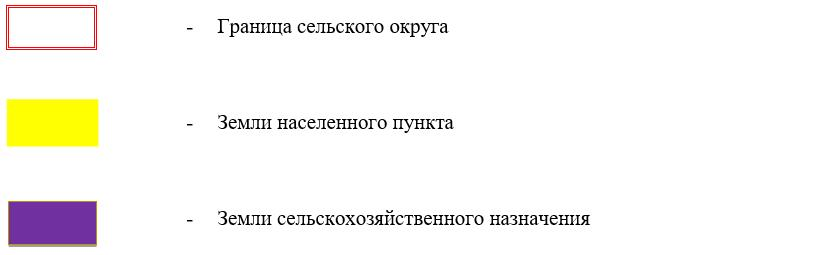 - Граница сельского округа
- Земли населенного пункта
- Земли сельскохозяйственного назначения